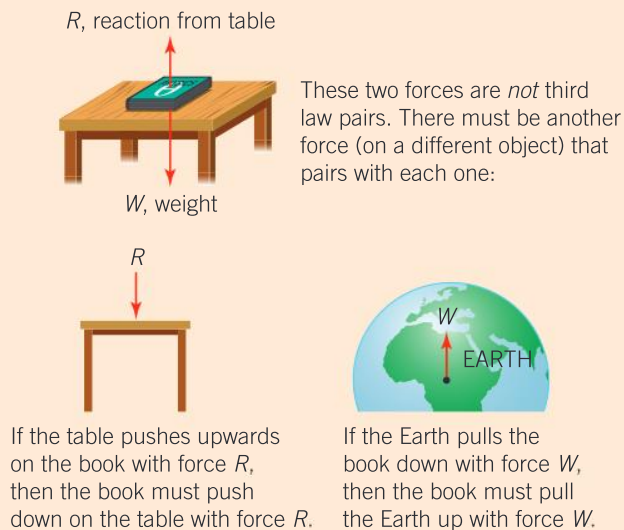 R, reaction from table
These two forces are not third
law pairs. There must be another
force (on a different object) that
pairs with each one:
W, weight
R
W
EARTH
If the table pushes upwards
on the book with force R,
then the book must push
down on the table with force R.
If the Earth pulls the
book down with force W,
then the book must pull
the Earth up with force W.